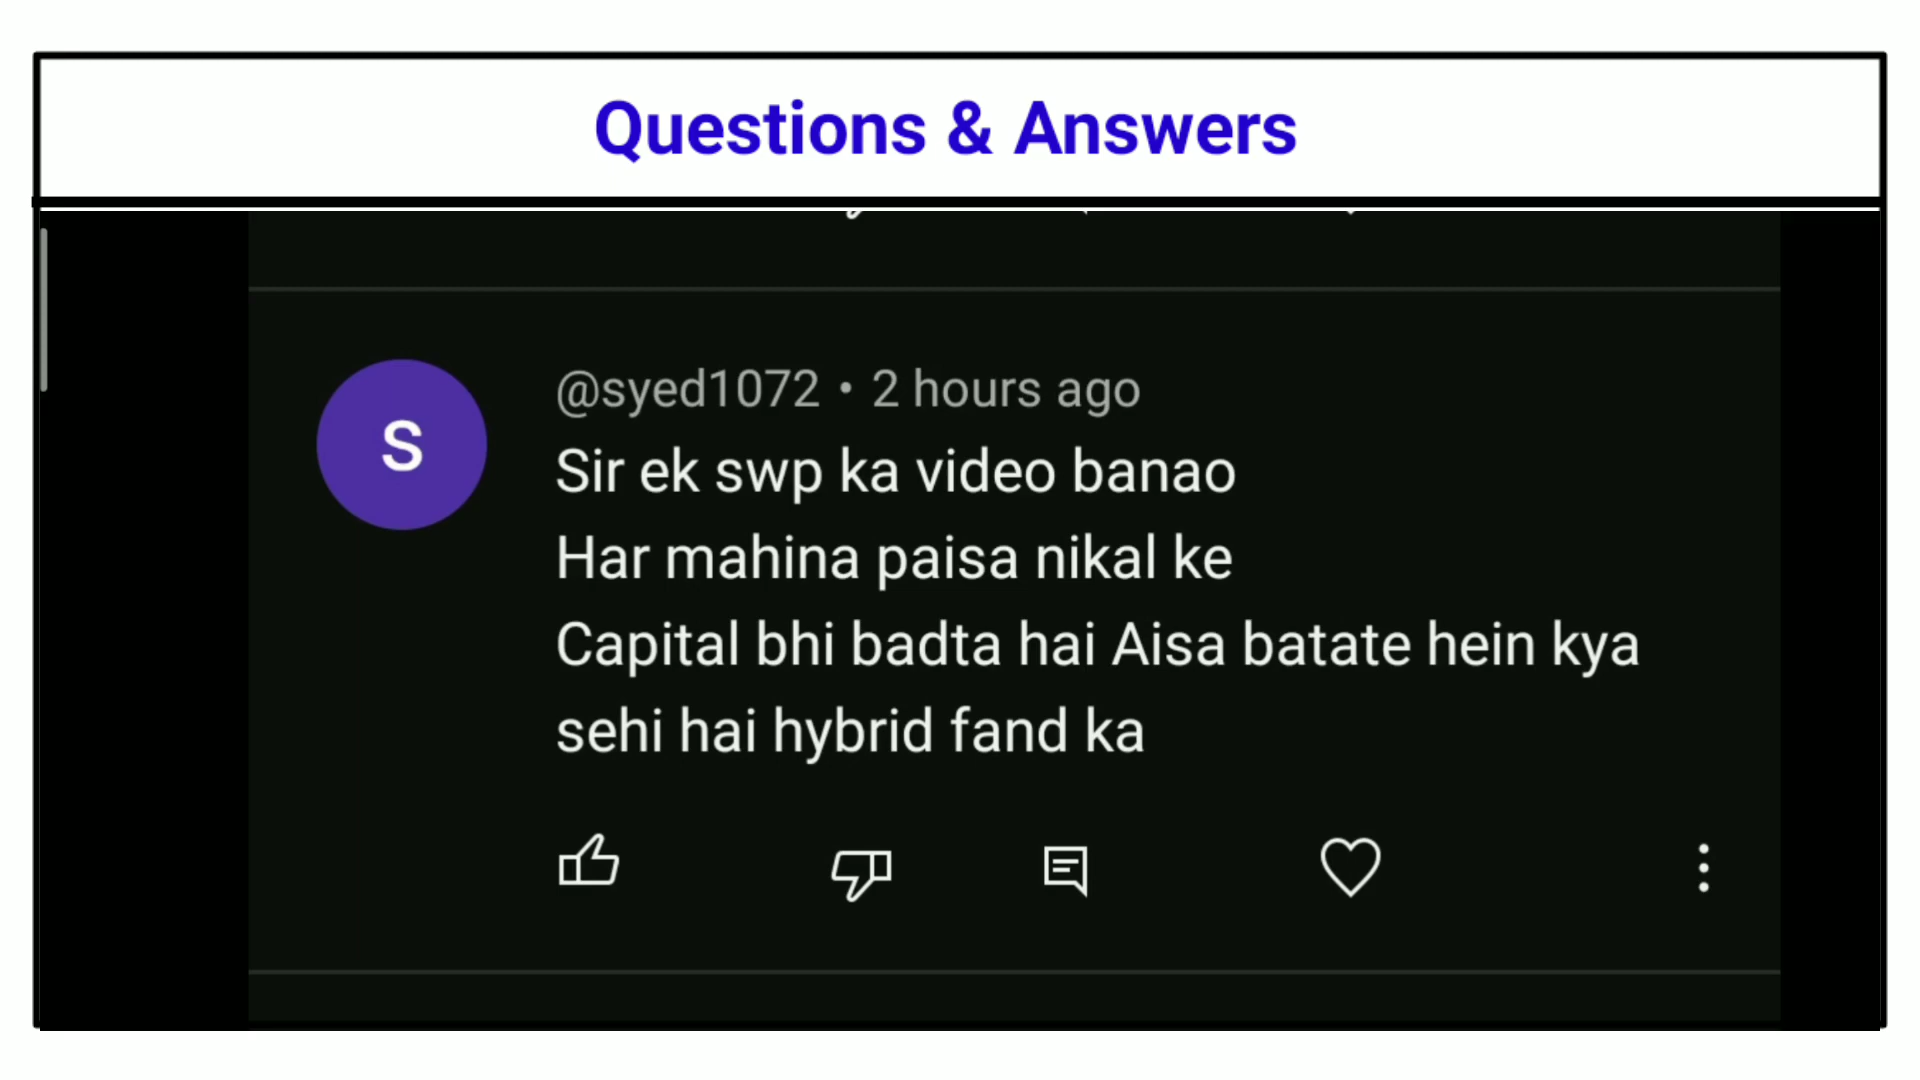 Questions & Answers
@syed1072 • 2 hours ago
Sir ek swp ka video banao
Har mahina paisa nikal ke
Capital bhi badta hai Aisa batate hein kya
sehi hai hybrid fand ka
S